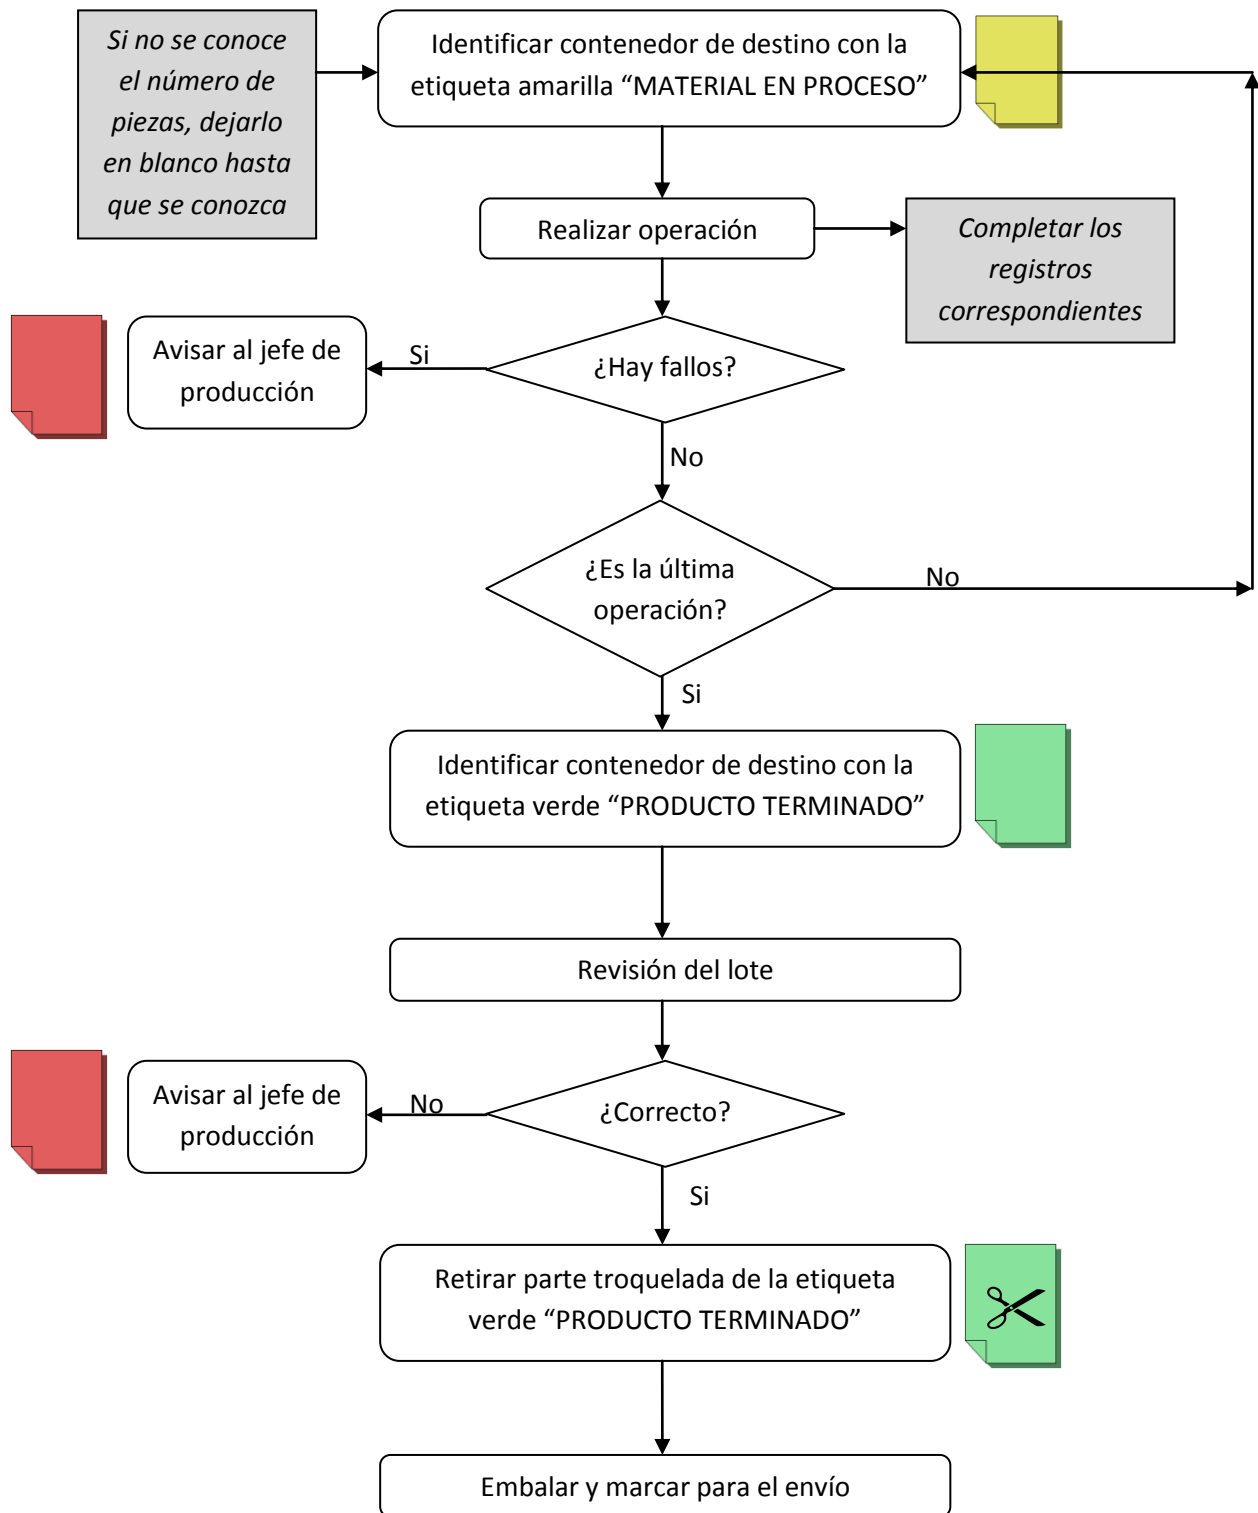 Si no se conoce
el número de
piezas, dejarlo
en blanco hasta
que se conozca
Identificar contenedor de destino con la
etiqueta amarilla “MATERIAL EN PROCESO”
Realizar operación
Completar los
registros
correspondientes
Avisar al jefe de
producción
Si
¿Hay fallos?
No
¿Es la última
operación?
No
Si
Identificar contenedor de destino con la
etiqueta verde “PRODUCTO TERMINADO”
Revisión del lote
Avisar al jefe de
producción
No
¿Correcto?
Si
Retirar parte troquelada de la etiqueta
verde “PRODUCTO TERMINADO”
Embalar y marcar para el envío